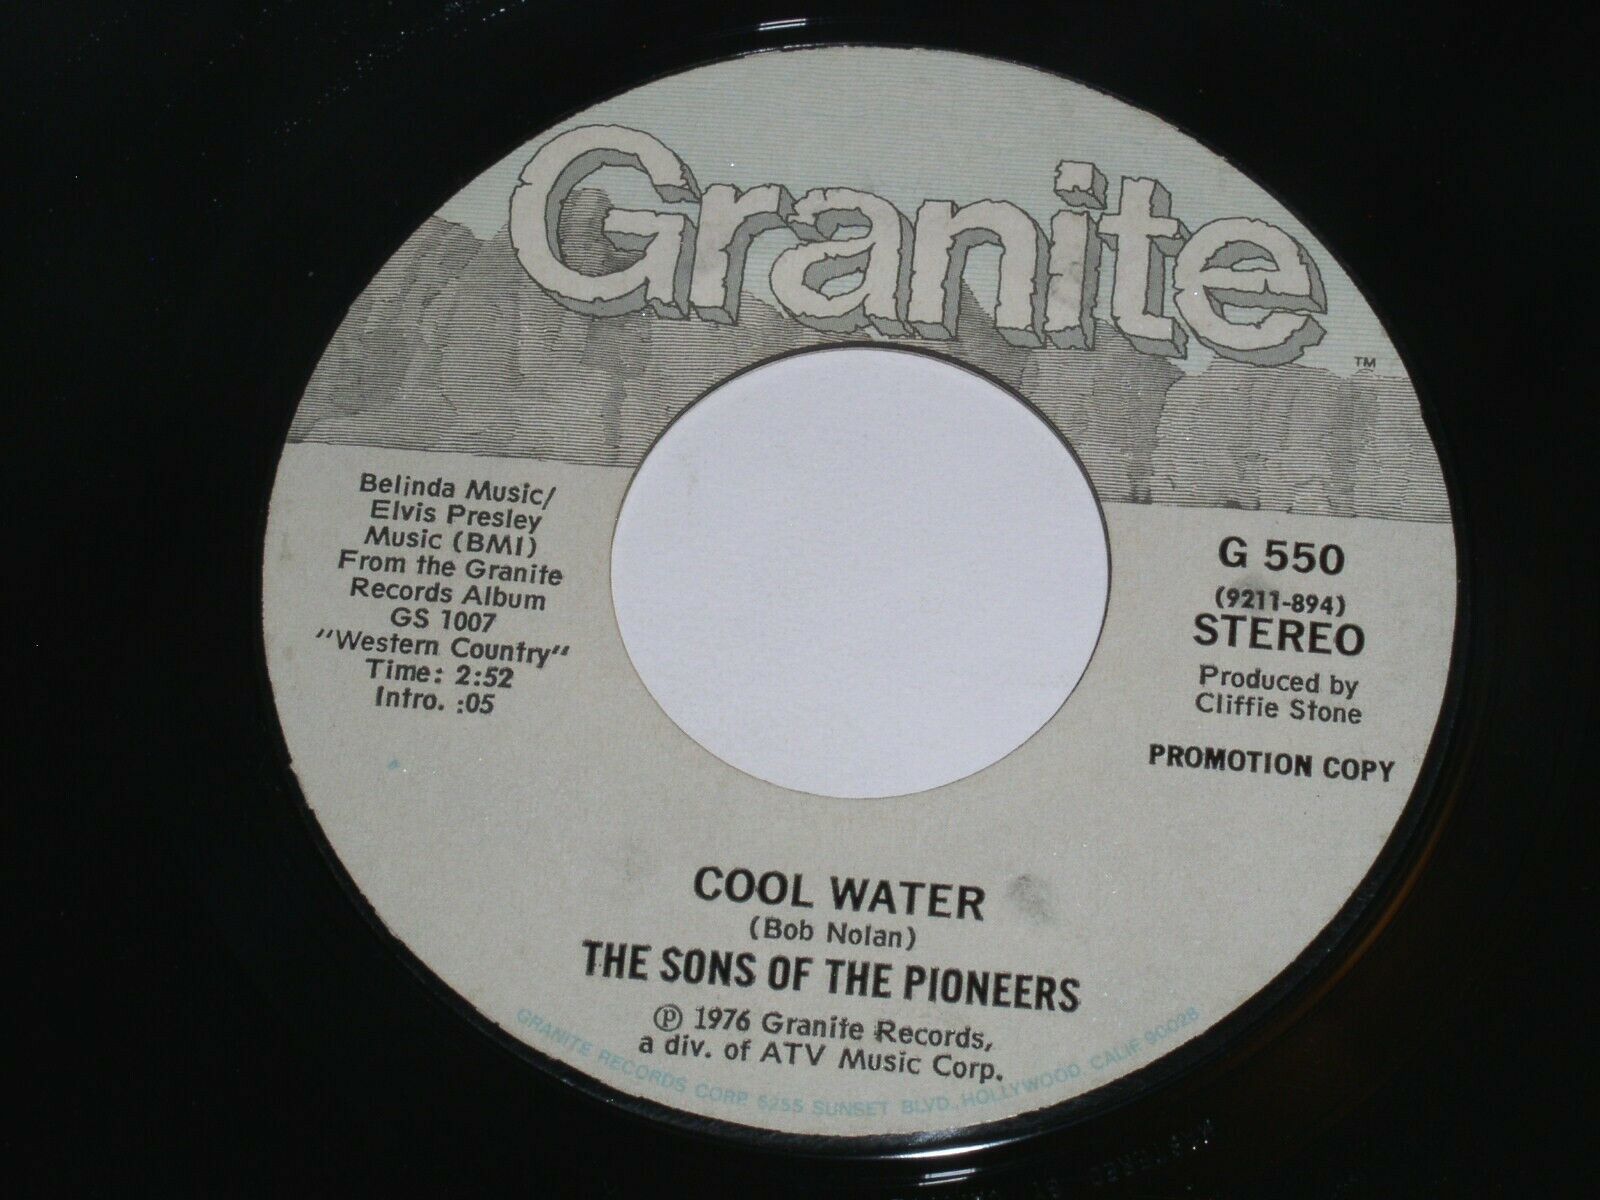 Granite
TM
Belinda Music/
Elvis Presley
Music (BMI)
From the Granite
Records Album
GS 1007
"Western Country"
Time: 2:52
Intro. :05
G 550
(9211-894)
STEREO
Produced by
Cliffie Stone
PROMOTION COPY
COOL WATER
(Bob Nolan)
THE SONS OF THE PIONEERS
℗ 1976 Granite Records,
a div. of ATV Music Corp.
GRANITE RECORDS CORP. 6255 SUNSET BLVD., HOLLYWOOD, CALIF. 90028